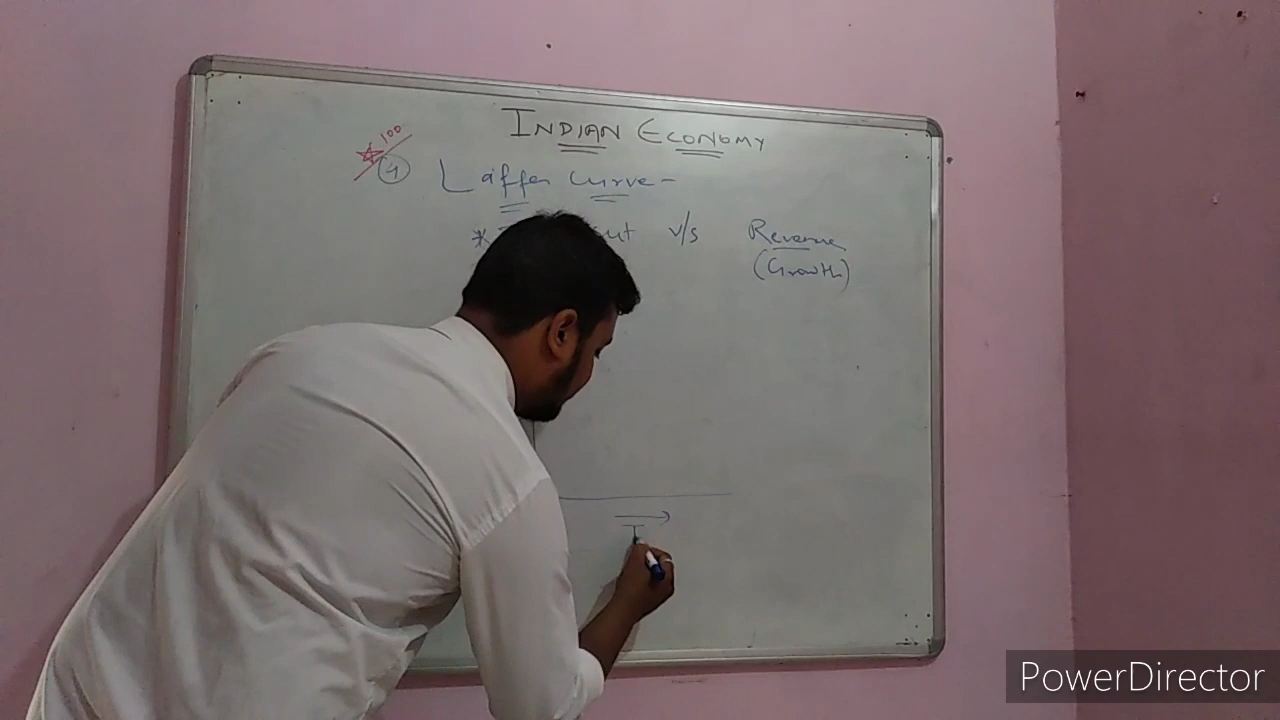 INDIAN ECONOMY
100
4 Laffer Curve -
* v/s Revenue
(Growth)
T
PowerDirector